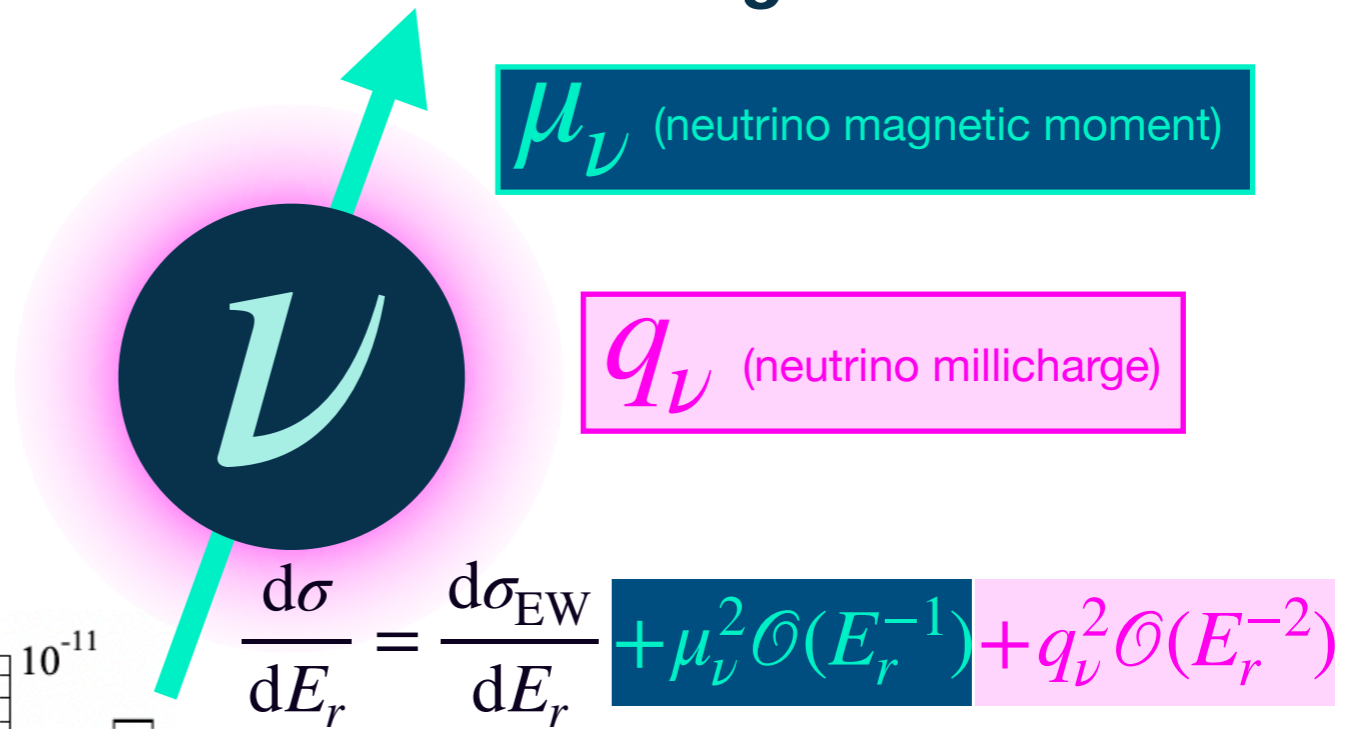 g
μ_ν (neutrino magnetic moment)
ν
q_ν (neutrino millicharge)
dσ/dE_r = dσ_EW/dE_r + μ_ν^2 𝒪(E_r^{-1}) + q_ν^2 𝒪(E_r^{-2})
10^{-11}